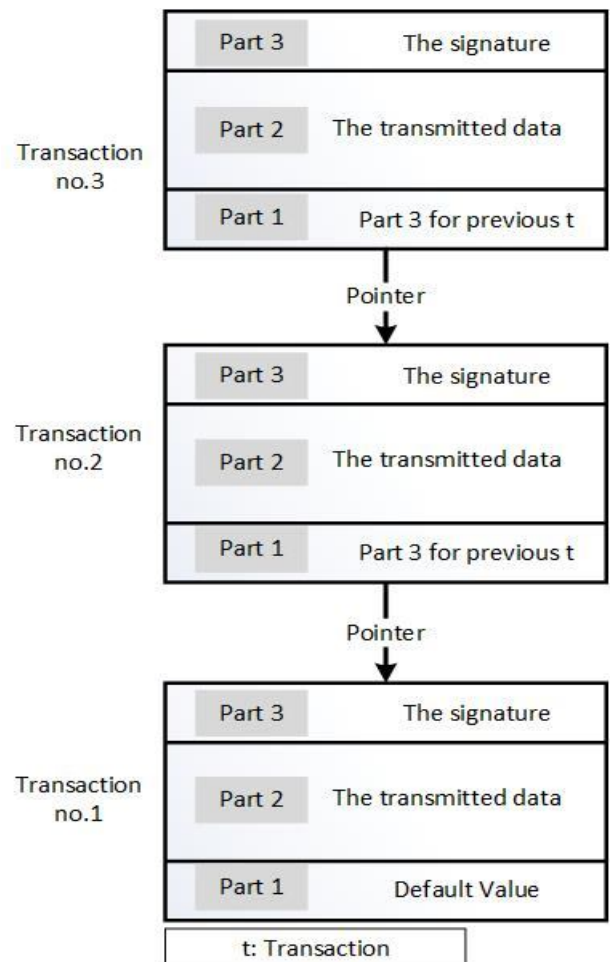 Part 3 The signature
Transaction
no.3
Part 2 The transmitted data
Part 1 Part 3 for previous t
Pointer
Part 3 The signature
Transaction
no.2
Part 2 The transmitted data
Part 1 Part 3 for previous t
Pointer
Part 3 The signature
Transaction
no.1
Part 2 The transmitted data
Part 1 Default Value
t: Transaction